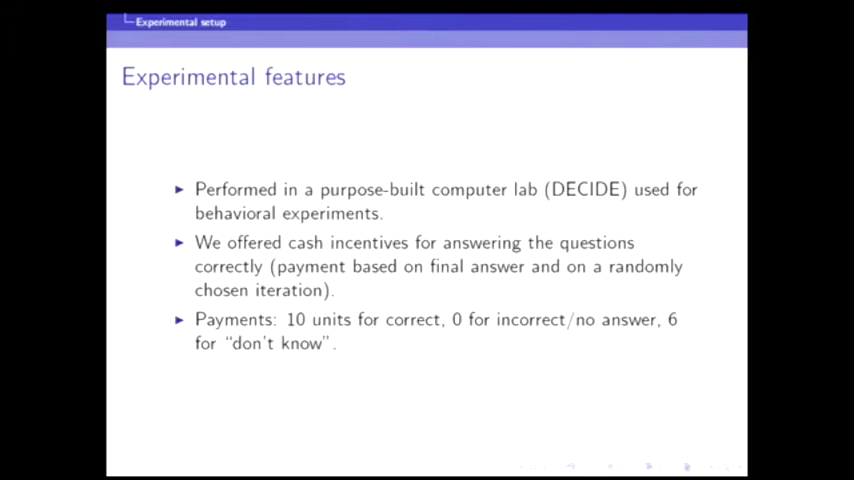 Experimental setup
Experimental features
Performed in a purpose-built computer lab (DECIDE) used for
behavioral experiments.
We offered cash incentives for answering the questions
correctly (payment based on final answer and on a randomly
chosen iteration).
Payments: 10 units for correct, 0 for incorrect/no answer, 6
for “don't know”.